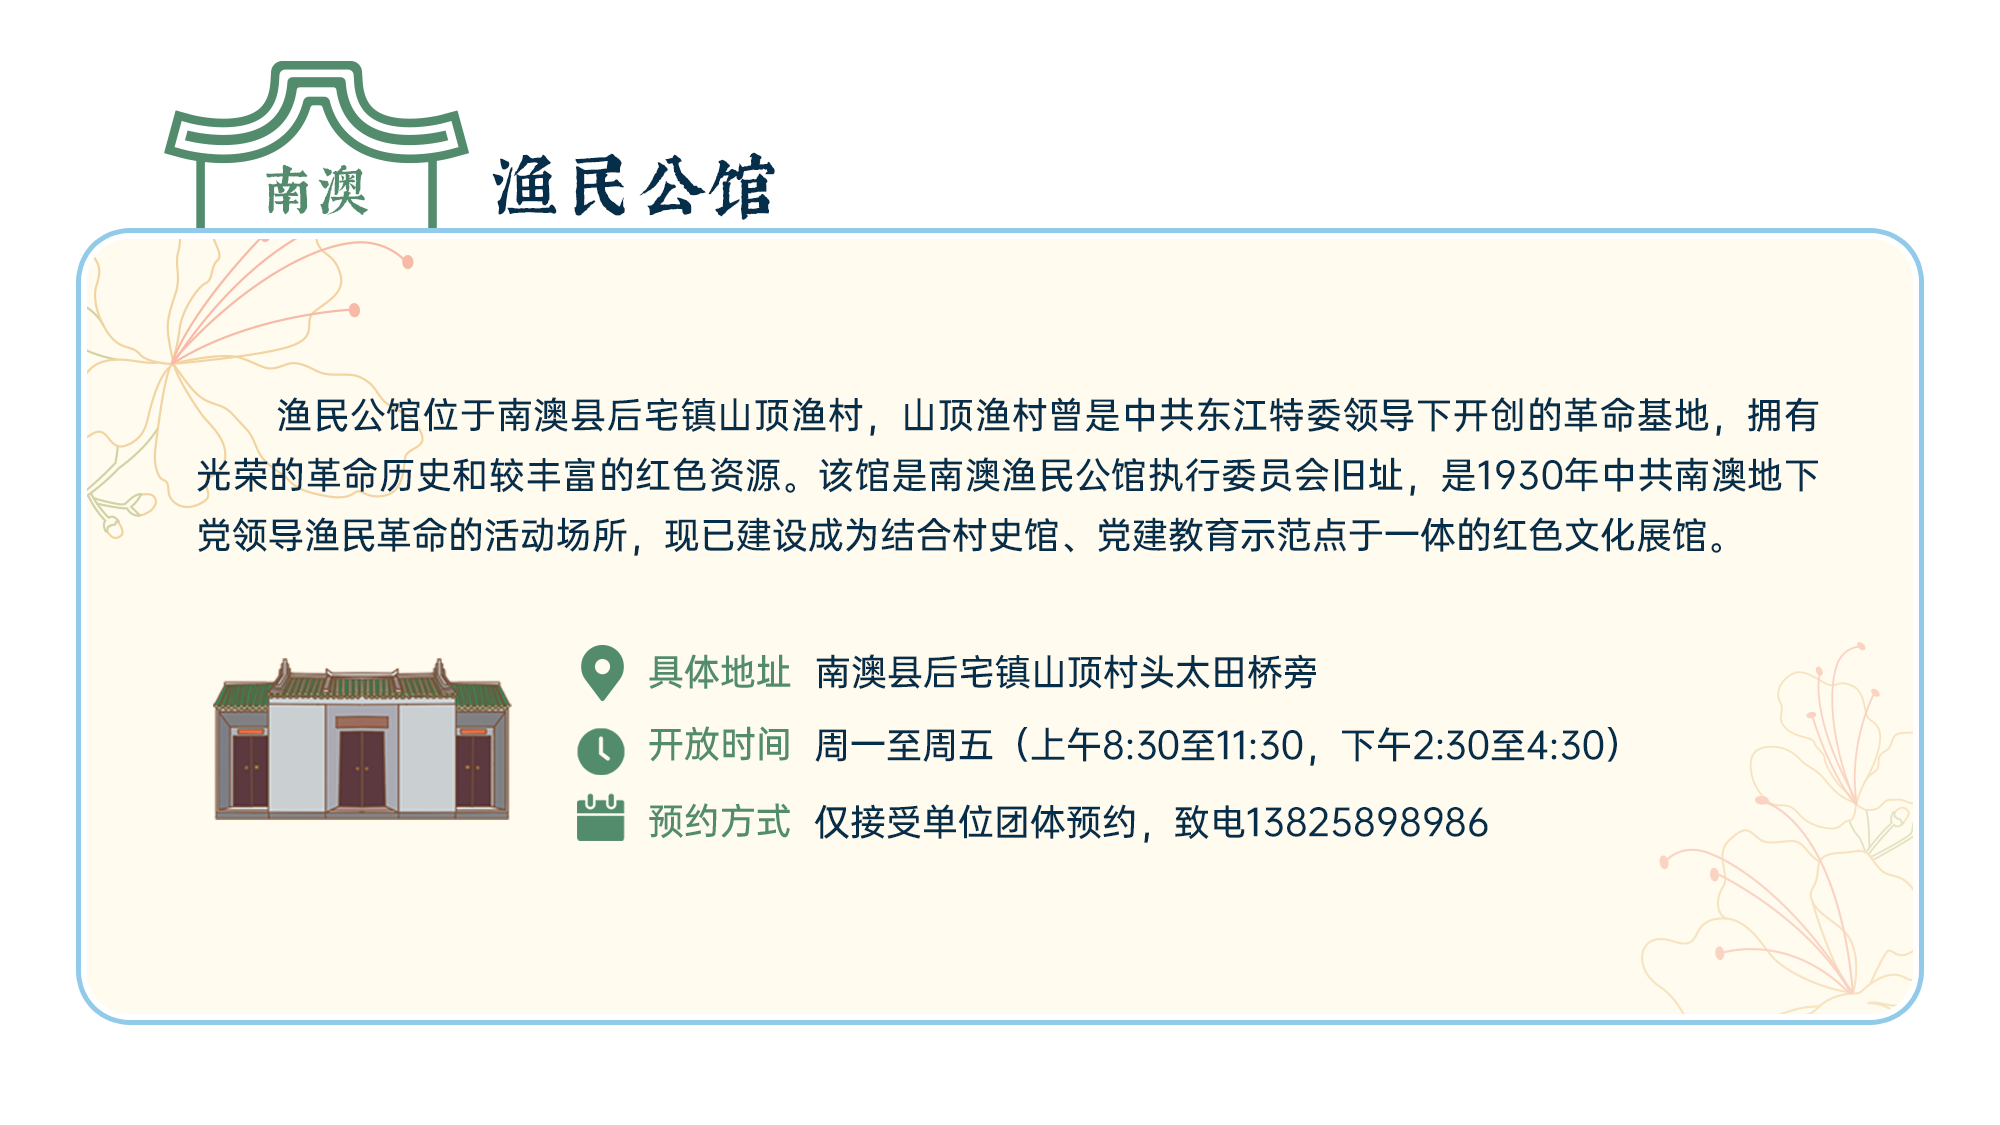 南澳
渔民公馆
渔民公馆位于南澳县后宅镇山顶渔村，山顶渔村曾是中共东江特委领导下开创的革命基地，拥有
光荣的革命历史和较丰富的红色资源。该馆是南澳渔民公馆执行委员会旧址，是1930年中共南澳地下
党领导渔民革命的活动场所，现已建设成为结合村史馆、党建教育示范点于一体的红色文化展馆。
具体地址 南澳县后宅镇山顶村头太田桥旁
开放时间 周一至周五（上午8:30至11:30，下午2:30至4:30）
预约方式 仅接受单位团体预约，致电13825898986